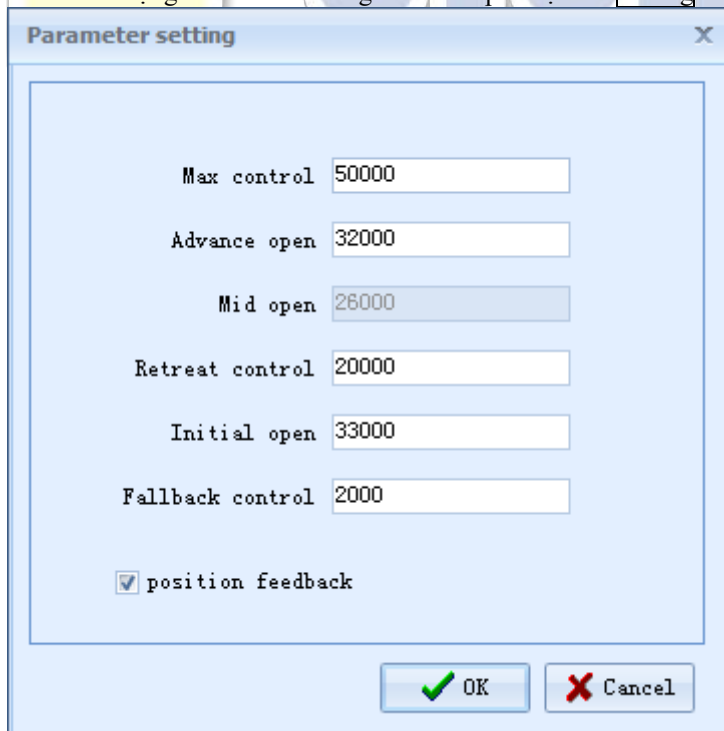 Parameter setting
Max control 50000
Advance open 32000
Mid open 26000
Retreat control 20000
Initial open 33000
Fallback control 2000
position feedback
OK Cancel